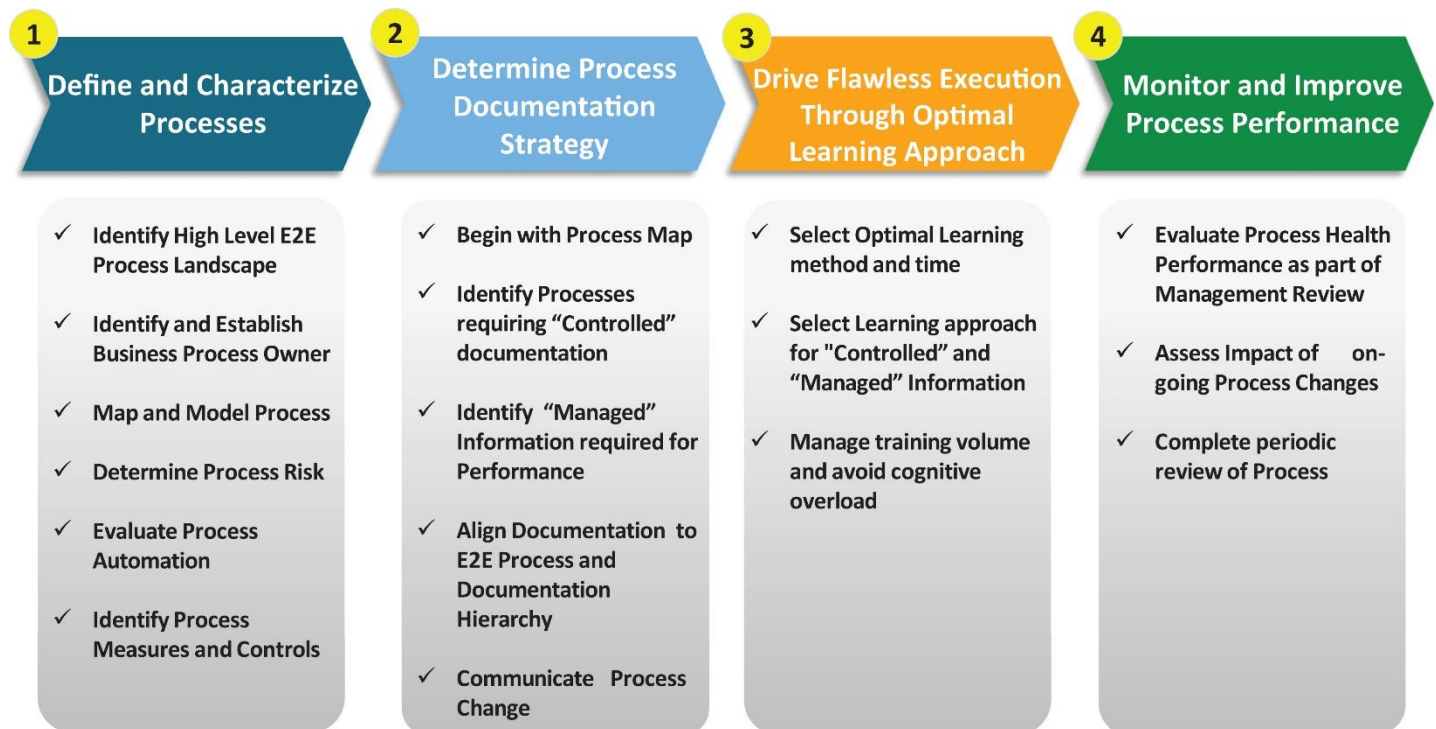 1
Define and Characterize
Processes
2
Determine Process
Documentation
Strategy
3
Drive Flawless Execution
Through Optimal
Learning Approach
4
Monitor and Improve
Process Performance
✓ Identify High Level E2E
Process Landscape
✓ Identify and Establish
Business Process Owner
✓ Map and Model Process
✓ Determine Process Risk
✓ Evaluate Process
Automation
✓ Identify Process
Measures and Controls
✓ Begin with Process Map
✓ Identify Processes
requiring “Controlled”
documentation
✓ Identify “Managed”
Information required for
Performance
✓ Align Documentation to
E2E Process and
Documentation
Hierarchy
✓ Communicate Process
Change
✓ Select Optimal Learning
method and time
✓ Select Learning approach
for "Controlled” and
“Managed” Information
✓ Manage training volume
and avoid cognitive
overload
✓ Evaluate Process Health
Performance as part of
Management Review
✓ Assess Impact of on-
going Process Changes
✓ Complete periodic
review of Process